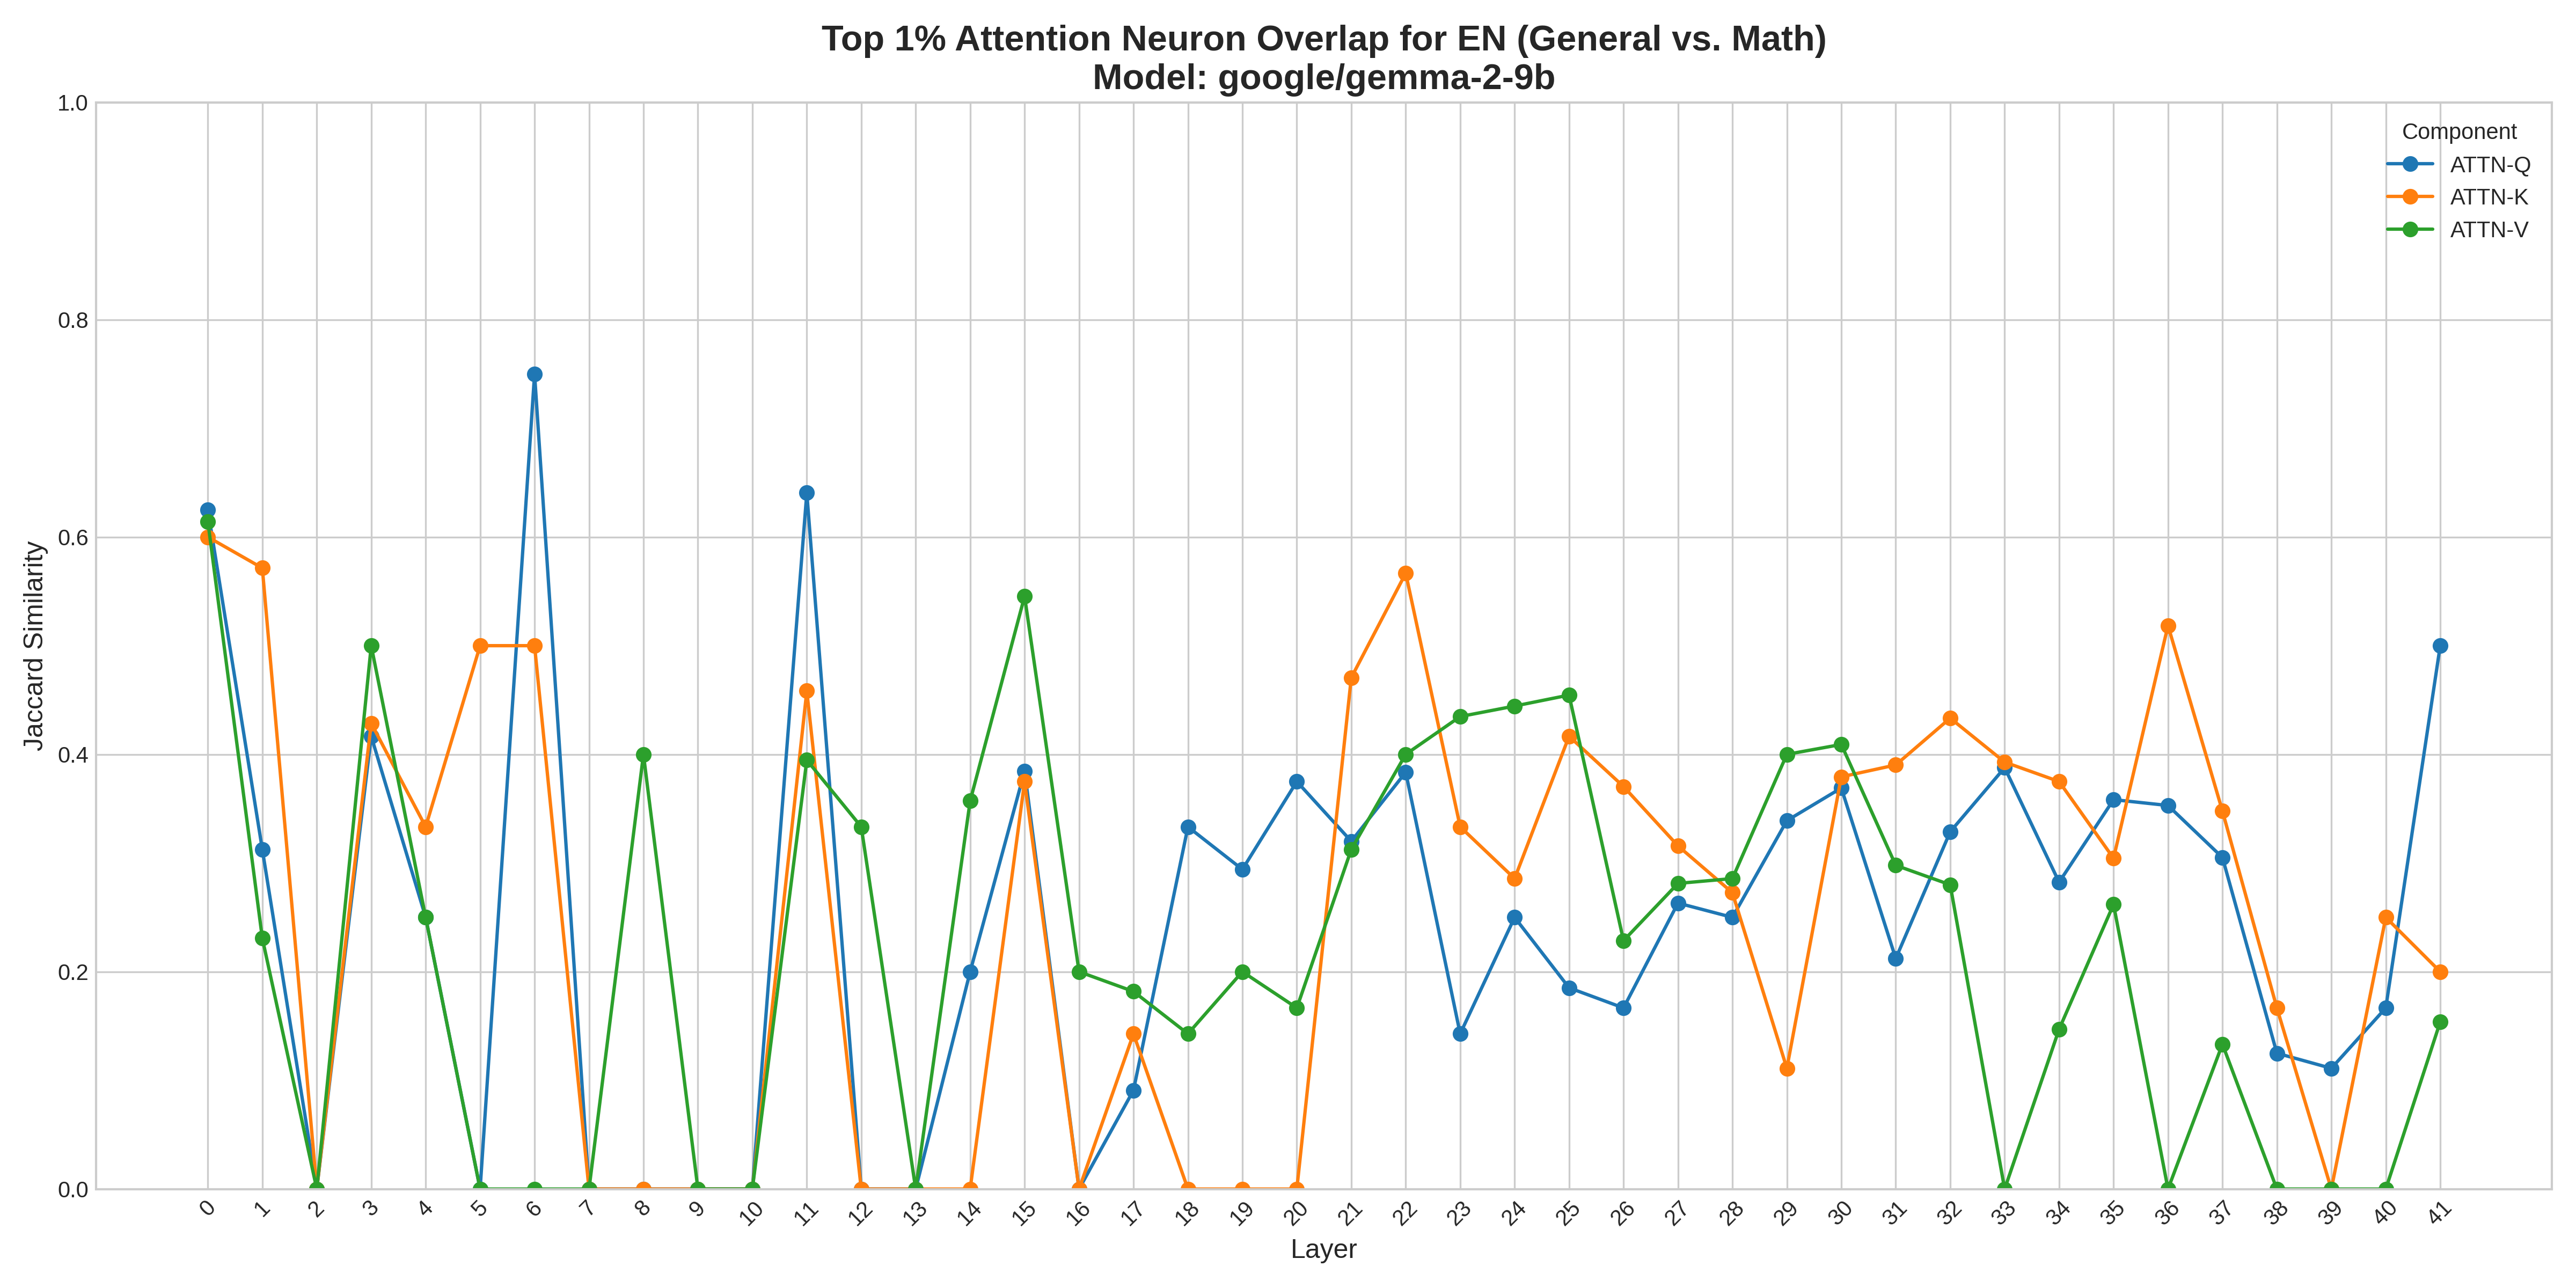 Top 1% Attention Neuron Overlap for EN (General vs. Math)
Model: google/gemma-2-9b
Jaccard Similarity
1.0
0.8
0.6
0.4
0.2
0.0
Component
ATTN-Q
ATTN-K
ATTN-V
0 1 2 3 4 5 6 7 8 9 10 11 12 13 14 15 16 17 18 19 20 21 22 23 24 25 26 27 28 29 30 31 32 33 34 35 36 37 38 39 40 41
Layer